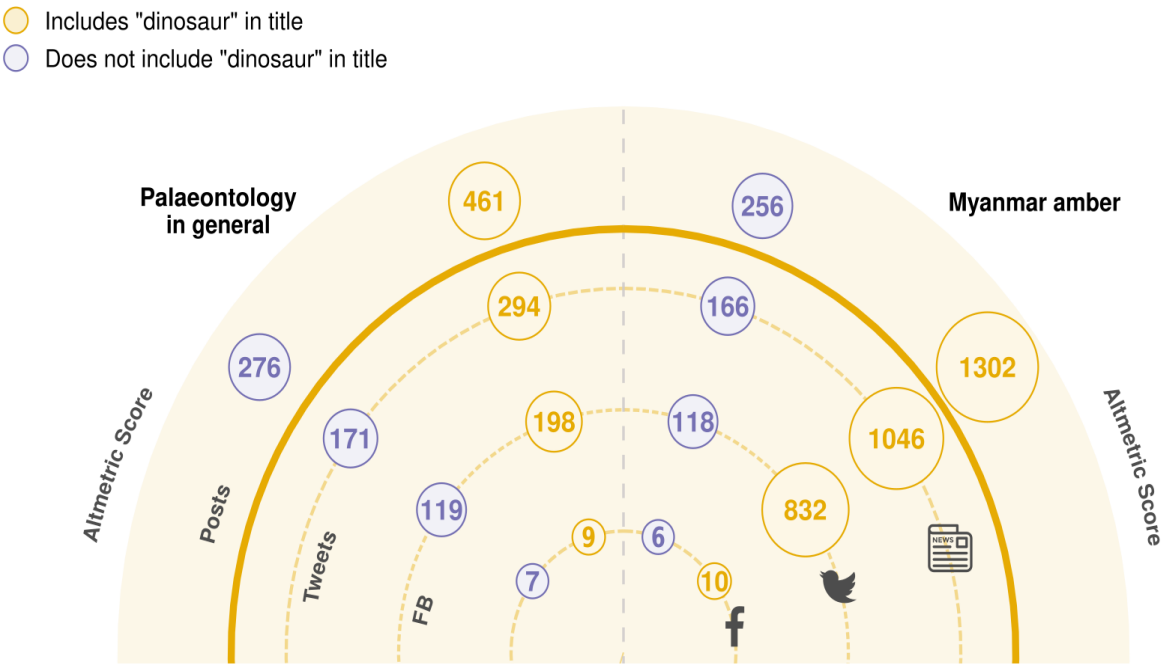 Includes "dinosaur" in title
Does not include "dinosaur" in title
Palaeontology
in general
Myanmar amber
461
256
276
1302
294
166
171
1046
198
118
119
832
9
6
7
10
Altmetric Score
Posts
Tweets
FB
NEWS
Altmetric Score